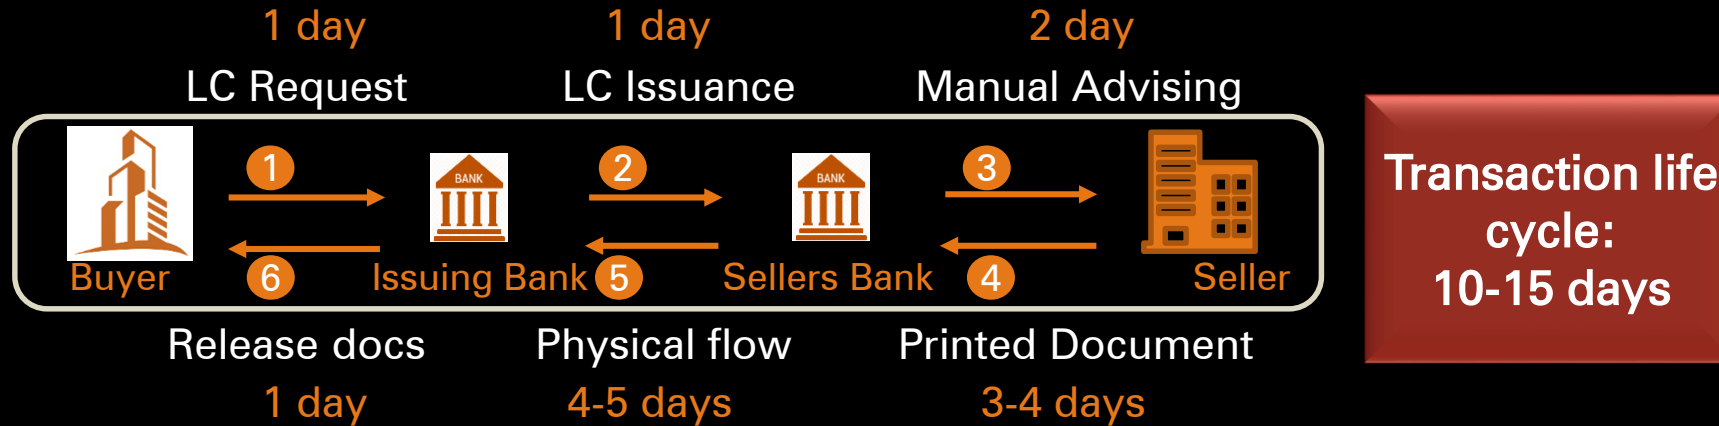 1 day 1 day 2 day
LC Request LC Issuance Manual Advising
1 2 3
BANK BANK
Buyer 6 Issuing Bank 5 Sellers Bank 4 Seller
Release docs Physical flow Printed Document
1 day 4-5 days 3-4 days
Transaction life
cycle:
10-15 days